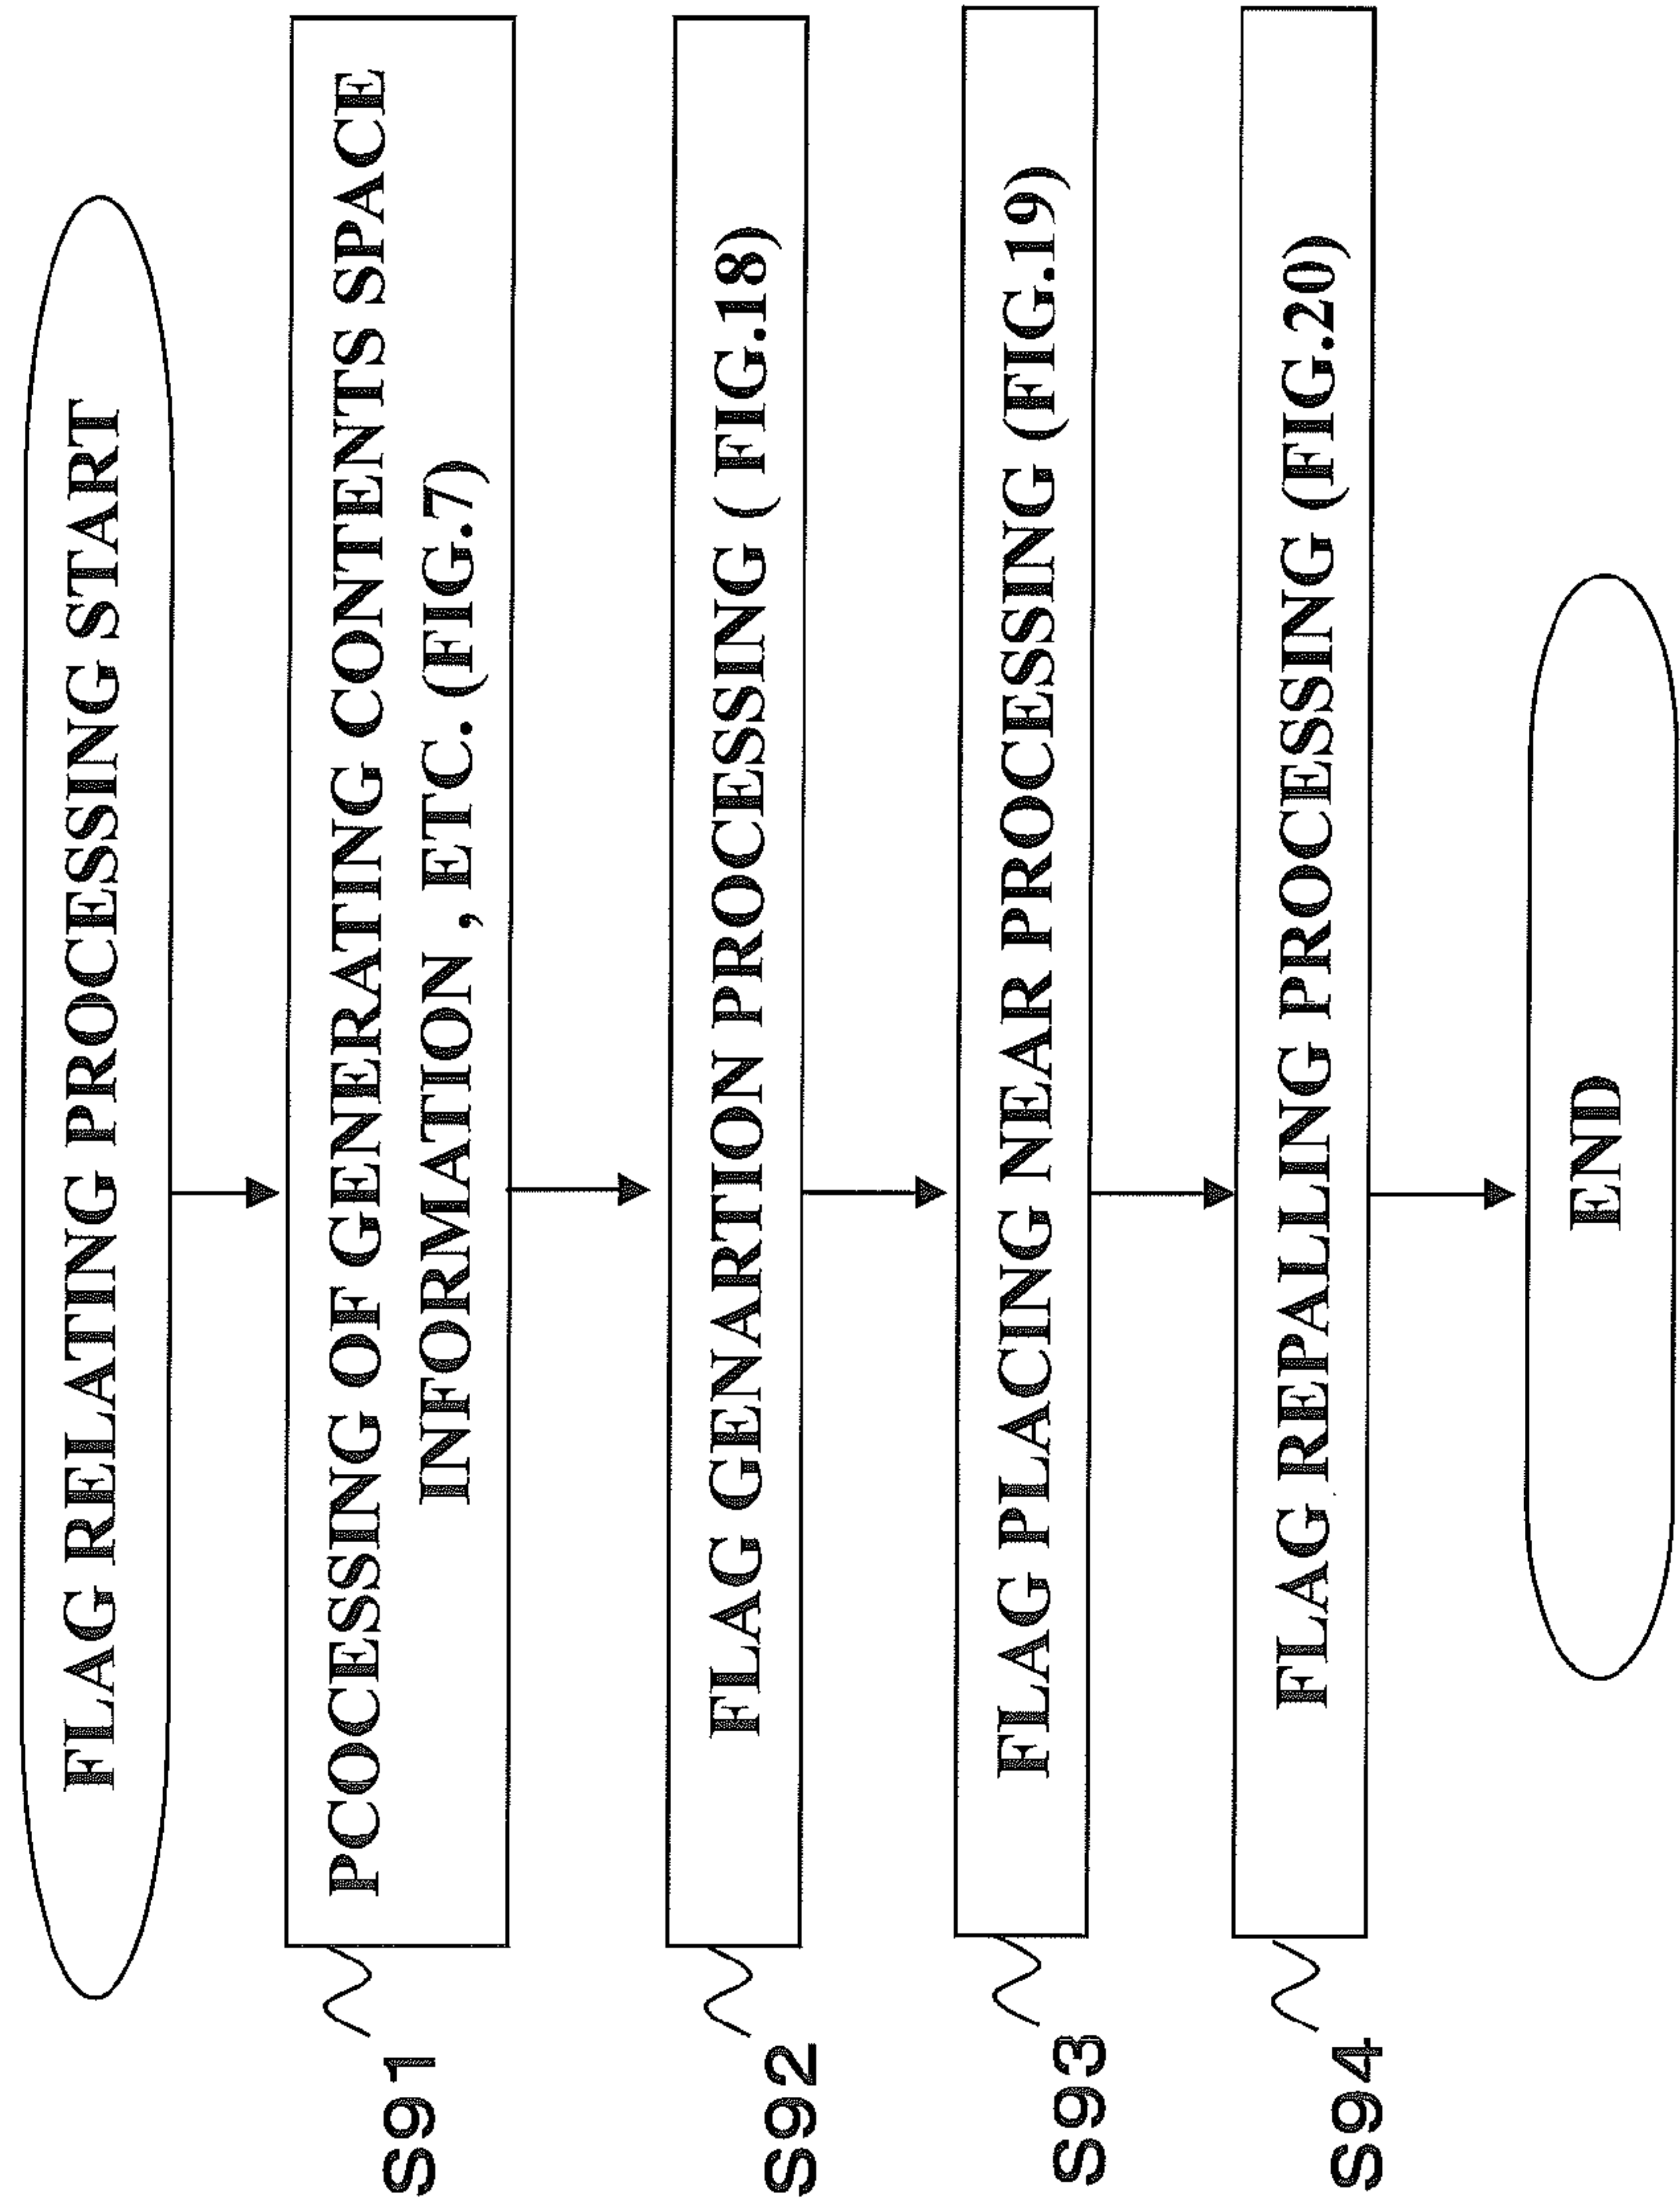 FLAG RELATING PROCESSING START
S91
PCOCESSING OF GENERATING CONTENTS SPACE
INFORMATION , ETC. (FIG.7)
S92
FLAG GENARTION PROCESSING ( FIG.18)
S93
FLAG PLACING NEAR PROCESSING (FIG.19)
S94
FLAG REPALLING PROCESSING (FIG.20)
END